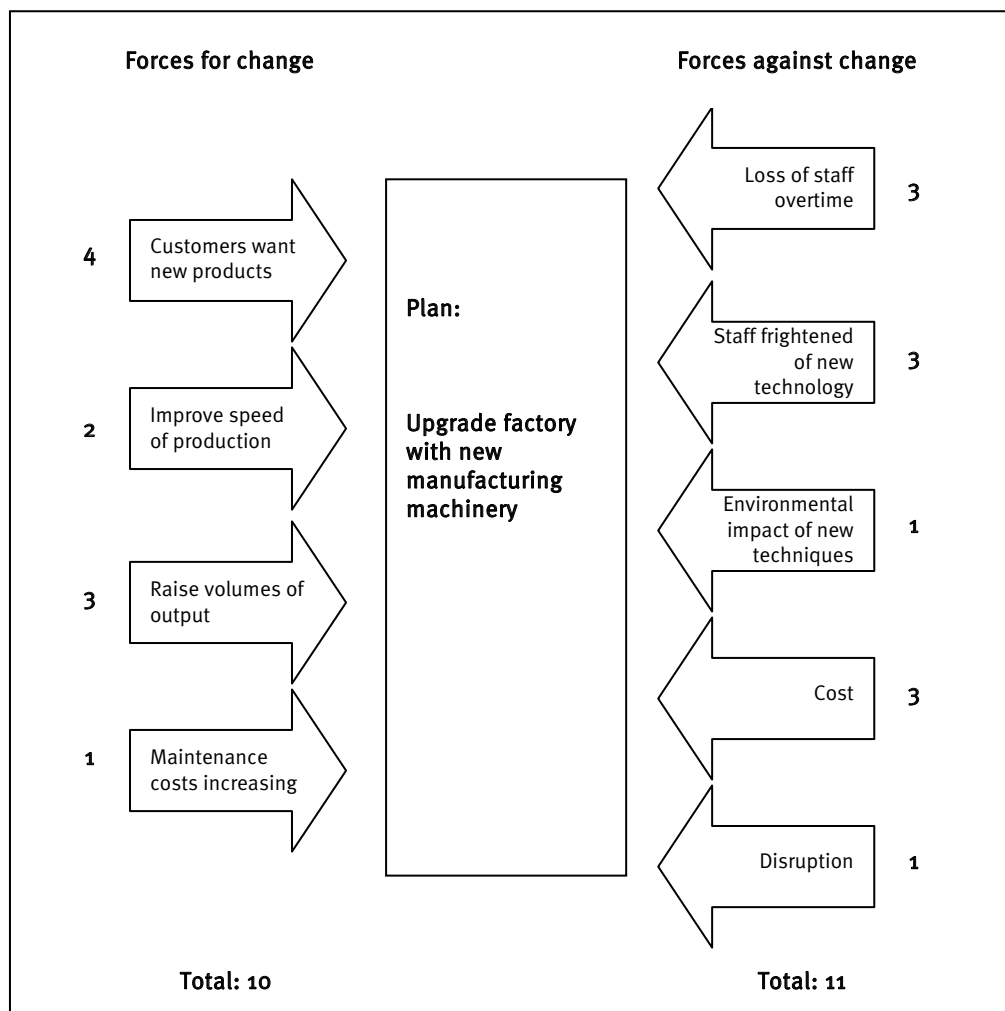 Forces for change
4
Customers want
new products
2
Improve speed
of production
3
Raise volumes of
output
1
Maintenance
costs increasing
Total: 10
Plan:
Upgrade factory
with new
manufacturing
machinery
Forces against change
Loss of staff
overtime
3
Staff frightened
of new
technology
3
Environmental
impact of new
techniques
1
Cost
3
Disruption
1
Total: 11